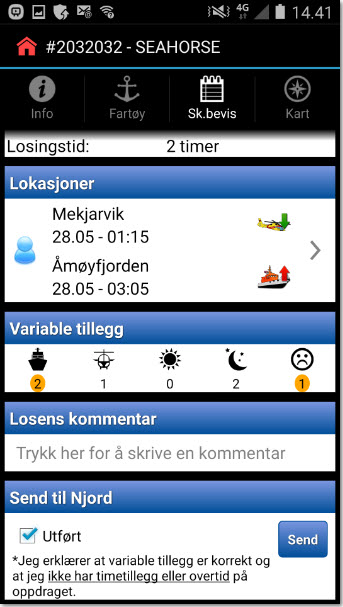 4G 14.41
#2032032 - SEAHORSE
Info Fartøy Sk.bevis Kart
Losingstid: 2 timer
Lokasjoner
Mekjarvik
28.05 - 01:15
Åmøyfjorden
28.05 - 03:05
Variable tillegg
2 1 0 2 1
Losens kommentar
Trykk her for å skrive en kommentar
Send til Njord
Utført
Send
*Jeg erklærer at variable tillegg er korrekt og
at jeg ikke har timetillegg eller overtid på
oppdraget.